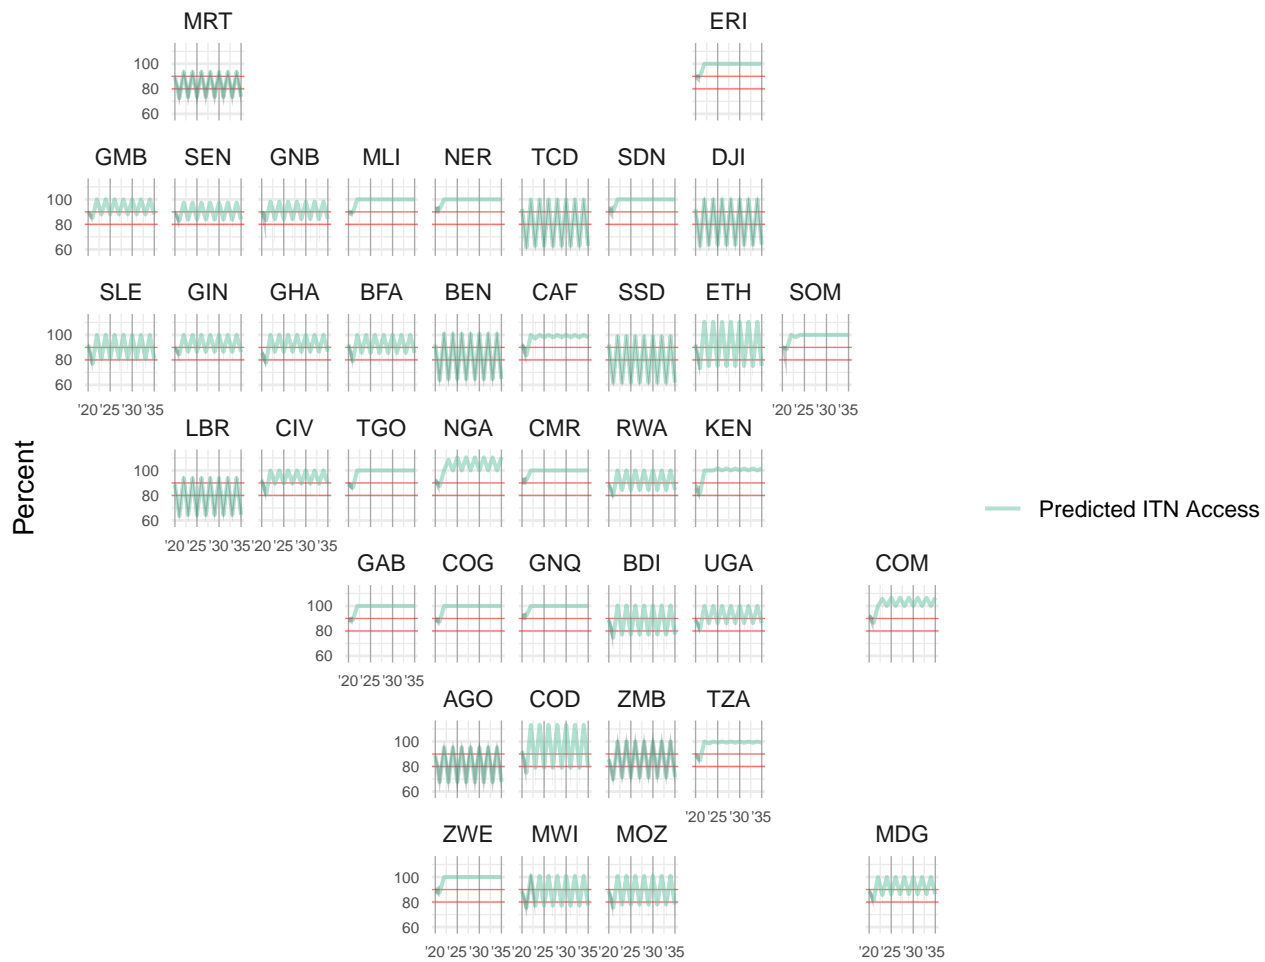 MRT ERI
100
80
60
GMB SEN GNB MLI NER TCD SDN DJI
100
80
60
SLE GIN GHA BFA BEN CAF SSD ETH SOM
100
80
60
'20 '25 '30 '35 '20 '25 '30 '35
LBR CIV TGO NGA CMR RWA KEN
100
80
60
'20 '25 '30 '35 '20 '25 '30 '35
GAB COG GNQ BDI UGA COM
100
80
60
'20 '25 '30 '35
AGO COD ZMB TZA
100
80
60
'20 '25 '30 '35
ZWE MWI MOZ MDG
100
80
60
'20 '25 '30 '35 '20 '25 '30 '35 '20 '25 '30 '35 '20 '25 '30 '35
Percent
Predicted ITN Access